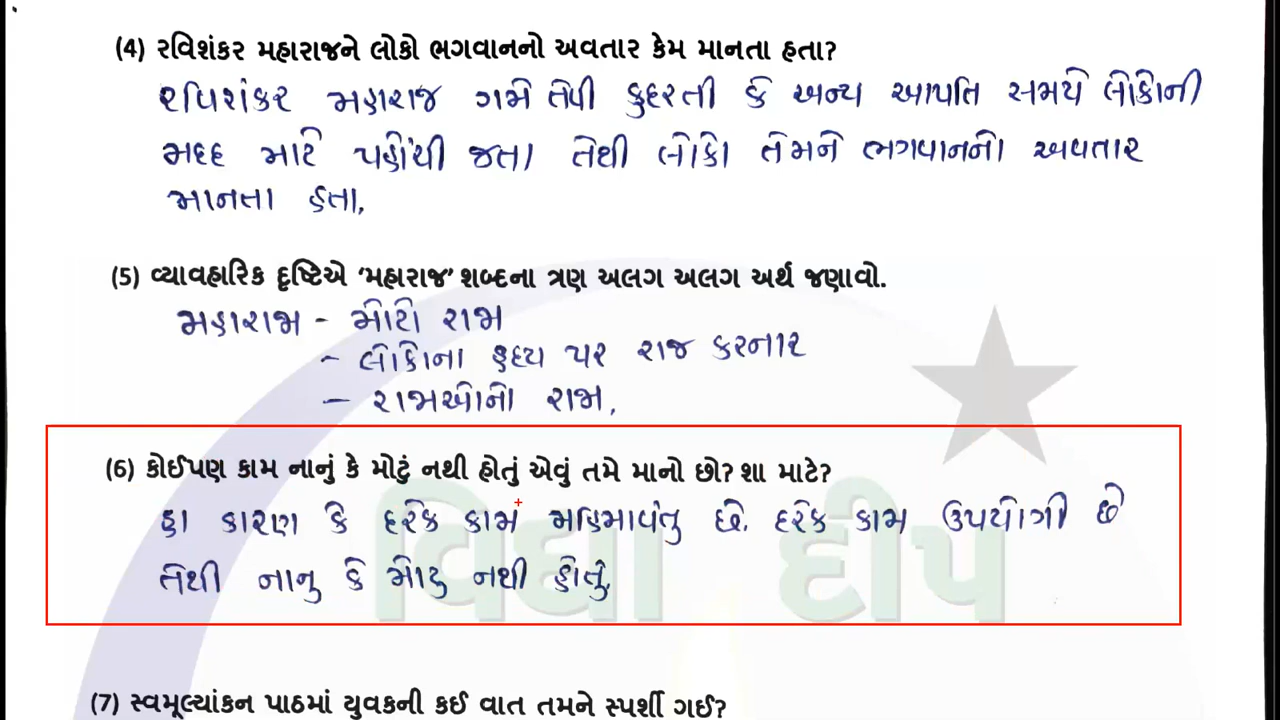 (4) રવિશંકર મહારાજને લોકો ભગવાનનો અવતાર કેમ માનતા હતા?
રવિશંકર મહારાજ ગમે તેવી કુદરતી કે અન્ય આપતિ સમયે લોકોની
મદદ માટે પહોંચી જતા તેથી લોકો તેમને ભગવાનનો અવતાર
માનતા હતા.
(5) વ્યાવહારિક દૃષ્ટિએ ‘મહારાજ’ શબ્દના ત્રણ અલગ અલગ અર્થ જણાવો.
મહારાજા - મોટો રાજા
- લોકોના હૃદય પર રાજ કરનાર
- રાજાઓનો રાજા.
(6) કોઈપણ કામ નાનું કે મોટું નથી હોતું એવું તમે માનો છો? શા માટે?
હા કારણ કે દરેક કામ મહિમાવંતુ છે. દરેક કામ ઉપયોગી છે
તેથી નાનુ કે મોટુ નથી હોતું.
વિદ્યા દીપ
(7) સ્વમૂલ્યાંકન પાઠમાં યુવકની કઈ વાત તમને સ્પર્શી ગઈ?